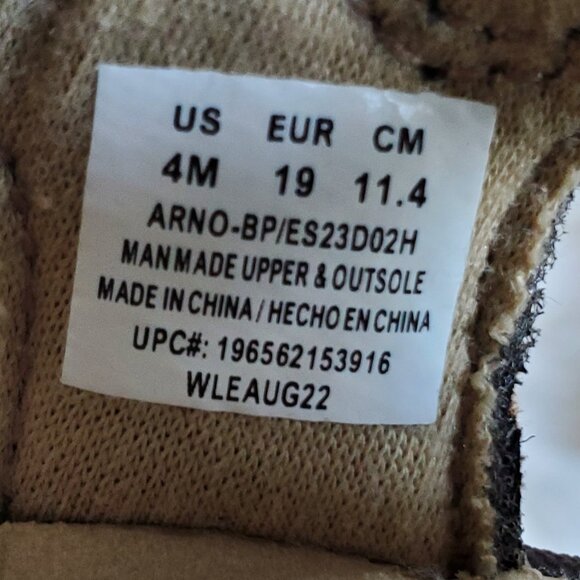 US EUR CM
4M 19 11.4
ARNO-BP/ES23D02H
MAN MADE UPPER & OUTSOLE
MADE IN CHINA / HECHO EN CHINA
UPC#: 196562153916
WLEAUG22